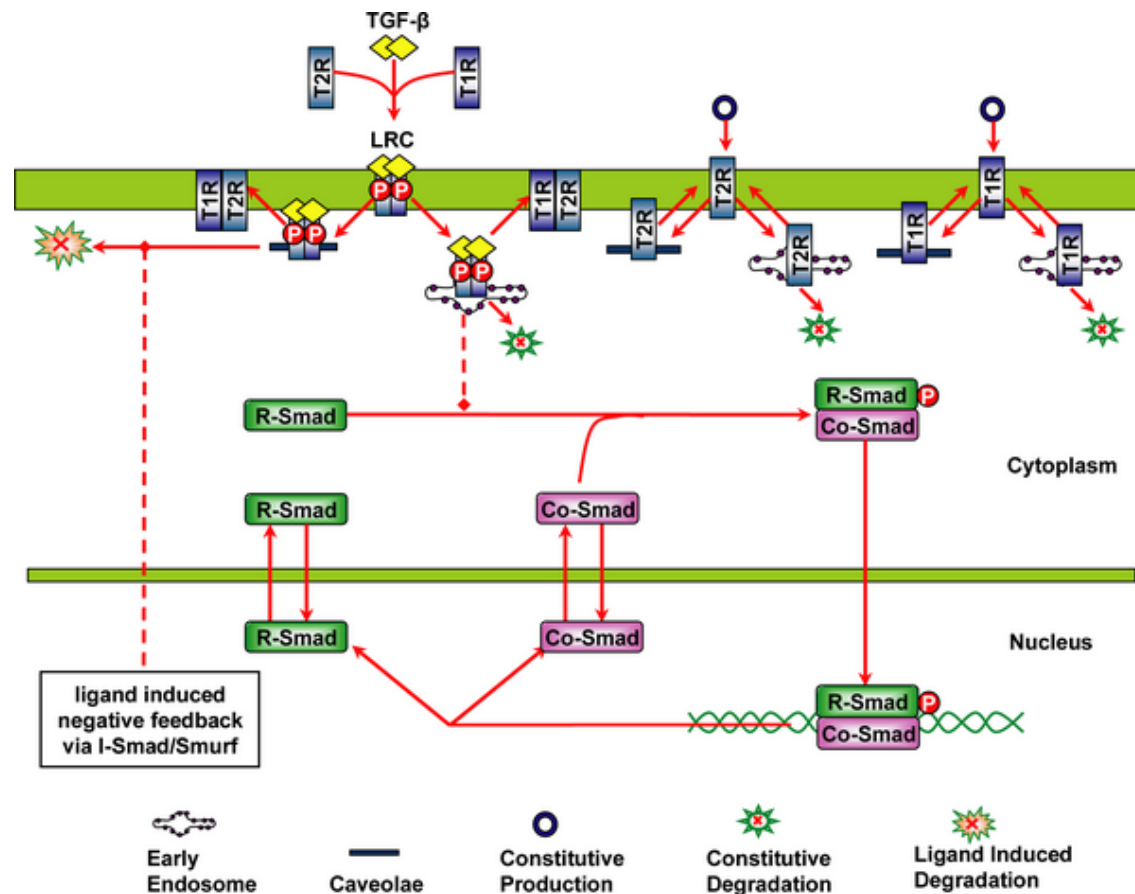 TGF-β
T2R
T1R
LRC
T1R
T2R
T1R
T2R
T2R
T1R
P P
P P
T2R
T1R
P P
T2R
T1R
R-Smad
R-Smad P
Co-Smad
Cytoplasm
R-Smad
Co-Smad
R-Smad
Co-Smad
Nucleus
ligand induced
negative feedback
via I-Smad/Smurf
R-Smad P
Co-Smad
Early
Endosome
Caveolae
Constitutive
Production
Constitutive
Degradation
Ligand Induced
Degradation